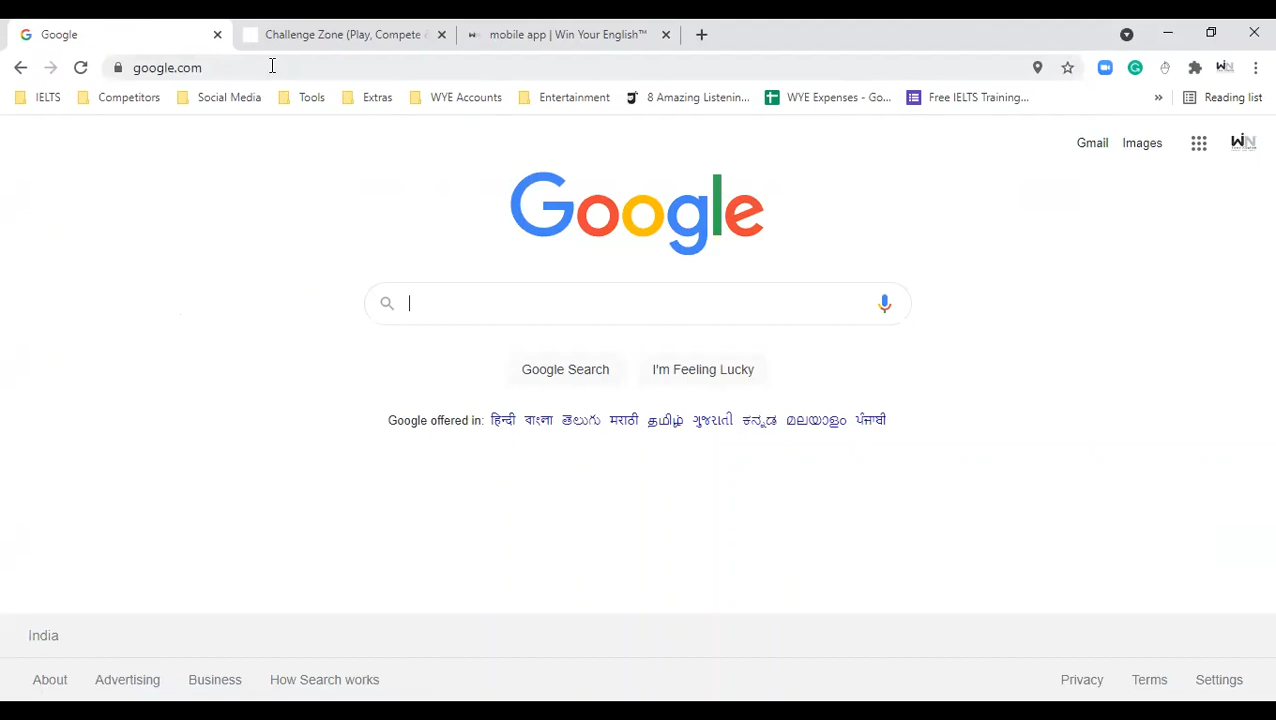 Google
Challenge Zone (Play, Compete
mobile app | Win Your English™
google.com
IELTS
Competitors
Social Media
Tools
Extras
WYE Accounts
Entertainment
8 Amazing Listenin...
WYE Expenses - Go...
Free IELTS Training...
Reading list
Gmail
Images
Google
Google Search
I'm Feeling Lucky
Google offered in: हिन्दी বাংলা తెలుగు मराठी தமிழ் ગુજરાતી ಕನ್ನಡ മലയാളം ਪੰਜਾਬੀ
India
About
Advertising
Business
How Search works
Privacy
Terms
Settings